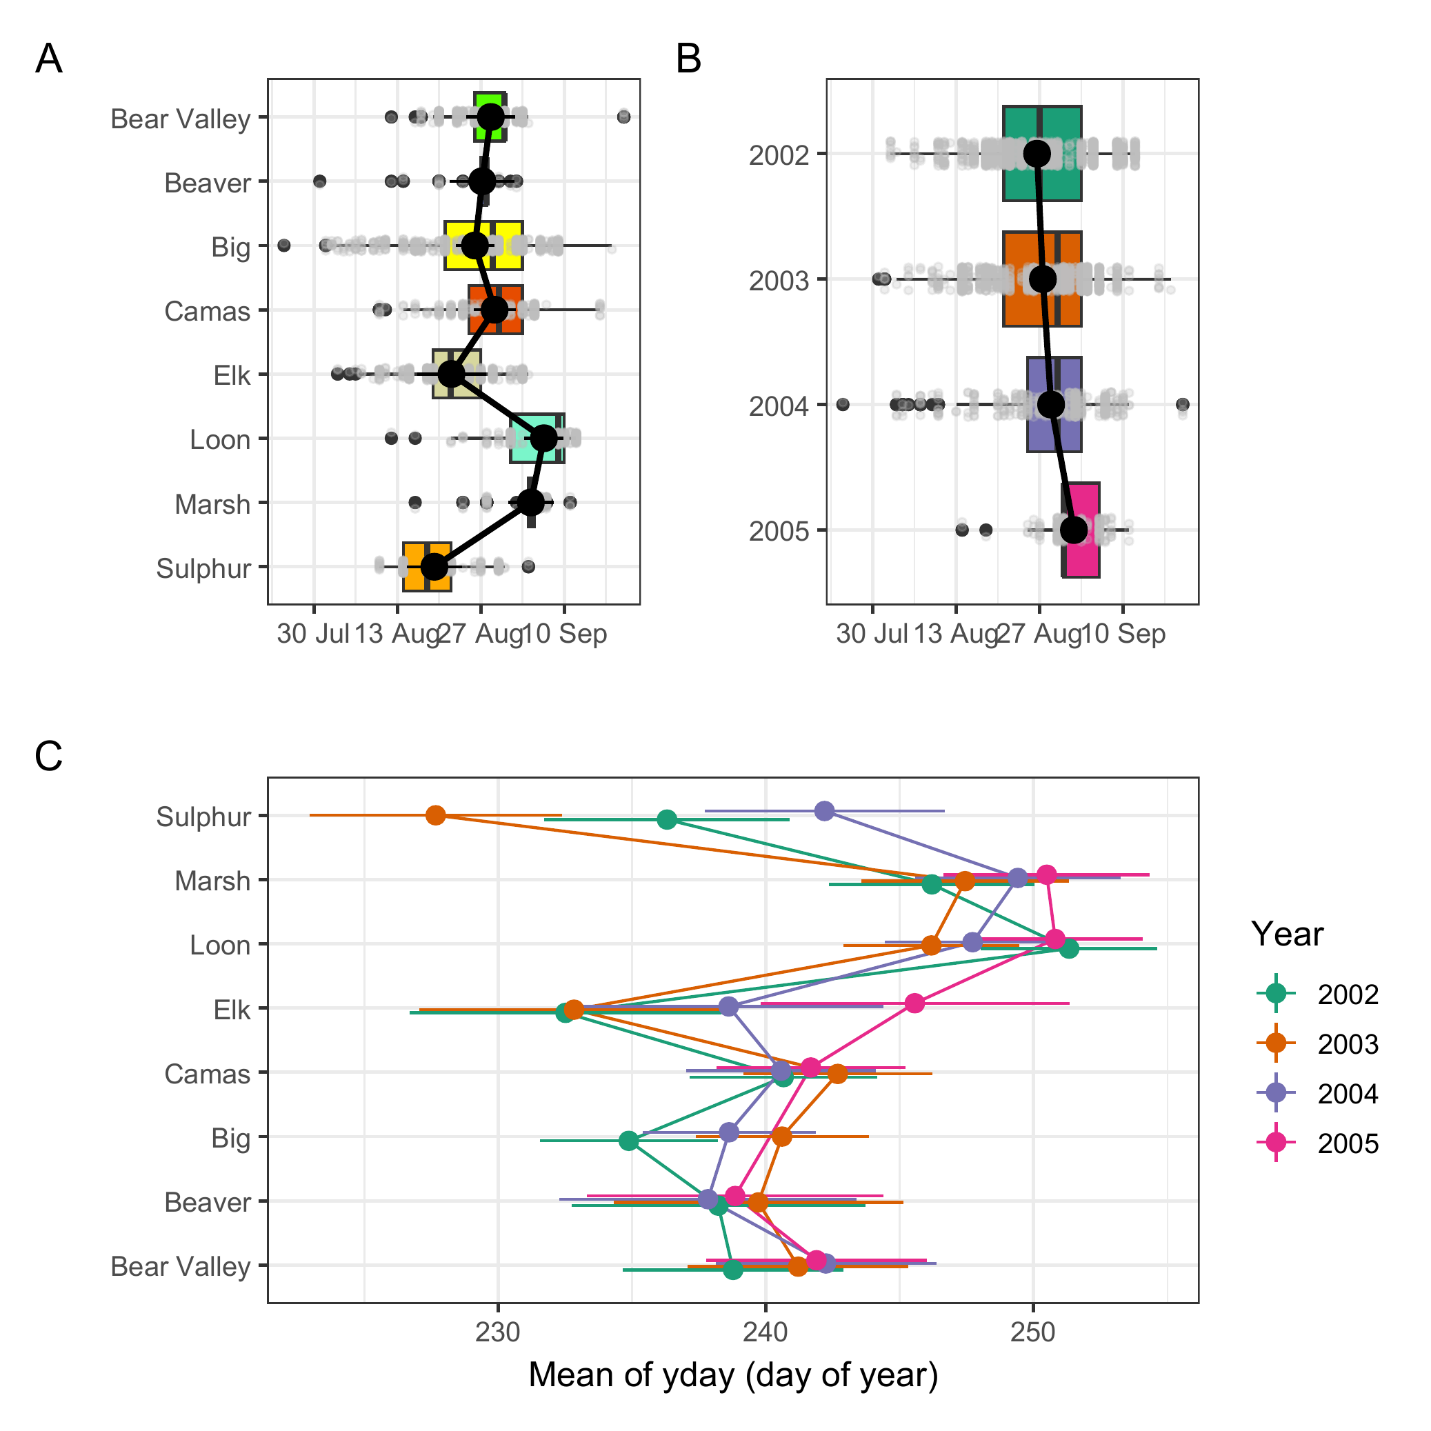 A
Bear Valley
Beaver
Big
Camas
Elk
Loon
Marsh
Sulphur
30 Jul 13 Aug 27 Aug 10 Sep
B
2002
2003
2004
2005
30 Jul 13 Aug 27 Aug 10 Sep
C
Sulphur
Marsh
Loon
Elk
Camas
Big
Beaver
Bear Valley
230 240 250
Mean of yday (day of year)
Year
2002
2003
2004
2005